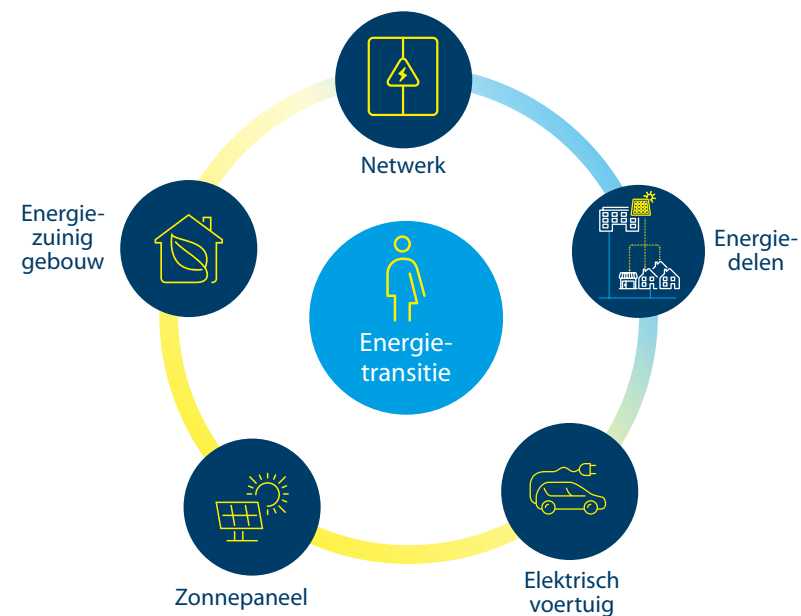 Netwerk
Energie-
zuinig
gebouw
Energie-
delen
Energie-
transitie
Zonnepaneel
Elektrisch
voertuig